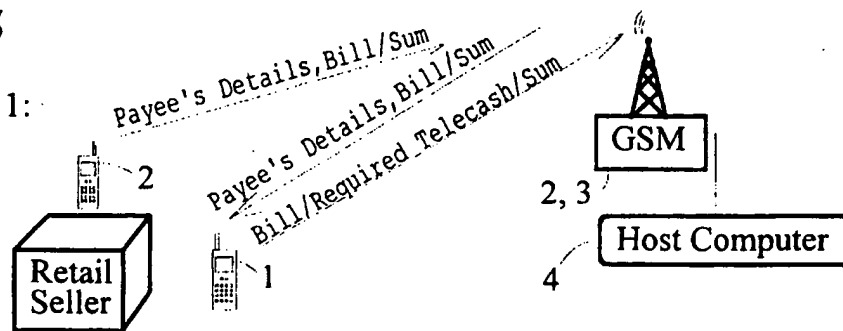 1:
Payee's Details,Bill/Sum
Payee's Details,Bill/Sum
Bill/Required Telecash/Sum
GSM
2, 3
2
Retail
Seller
1
4
Host Computer